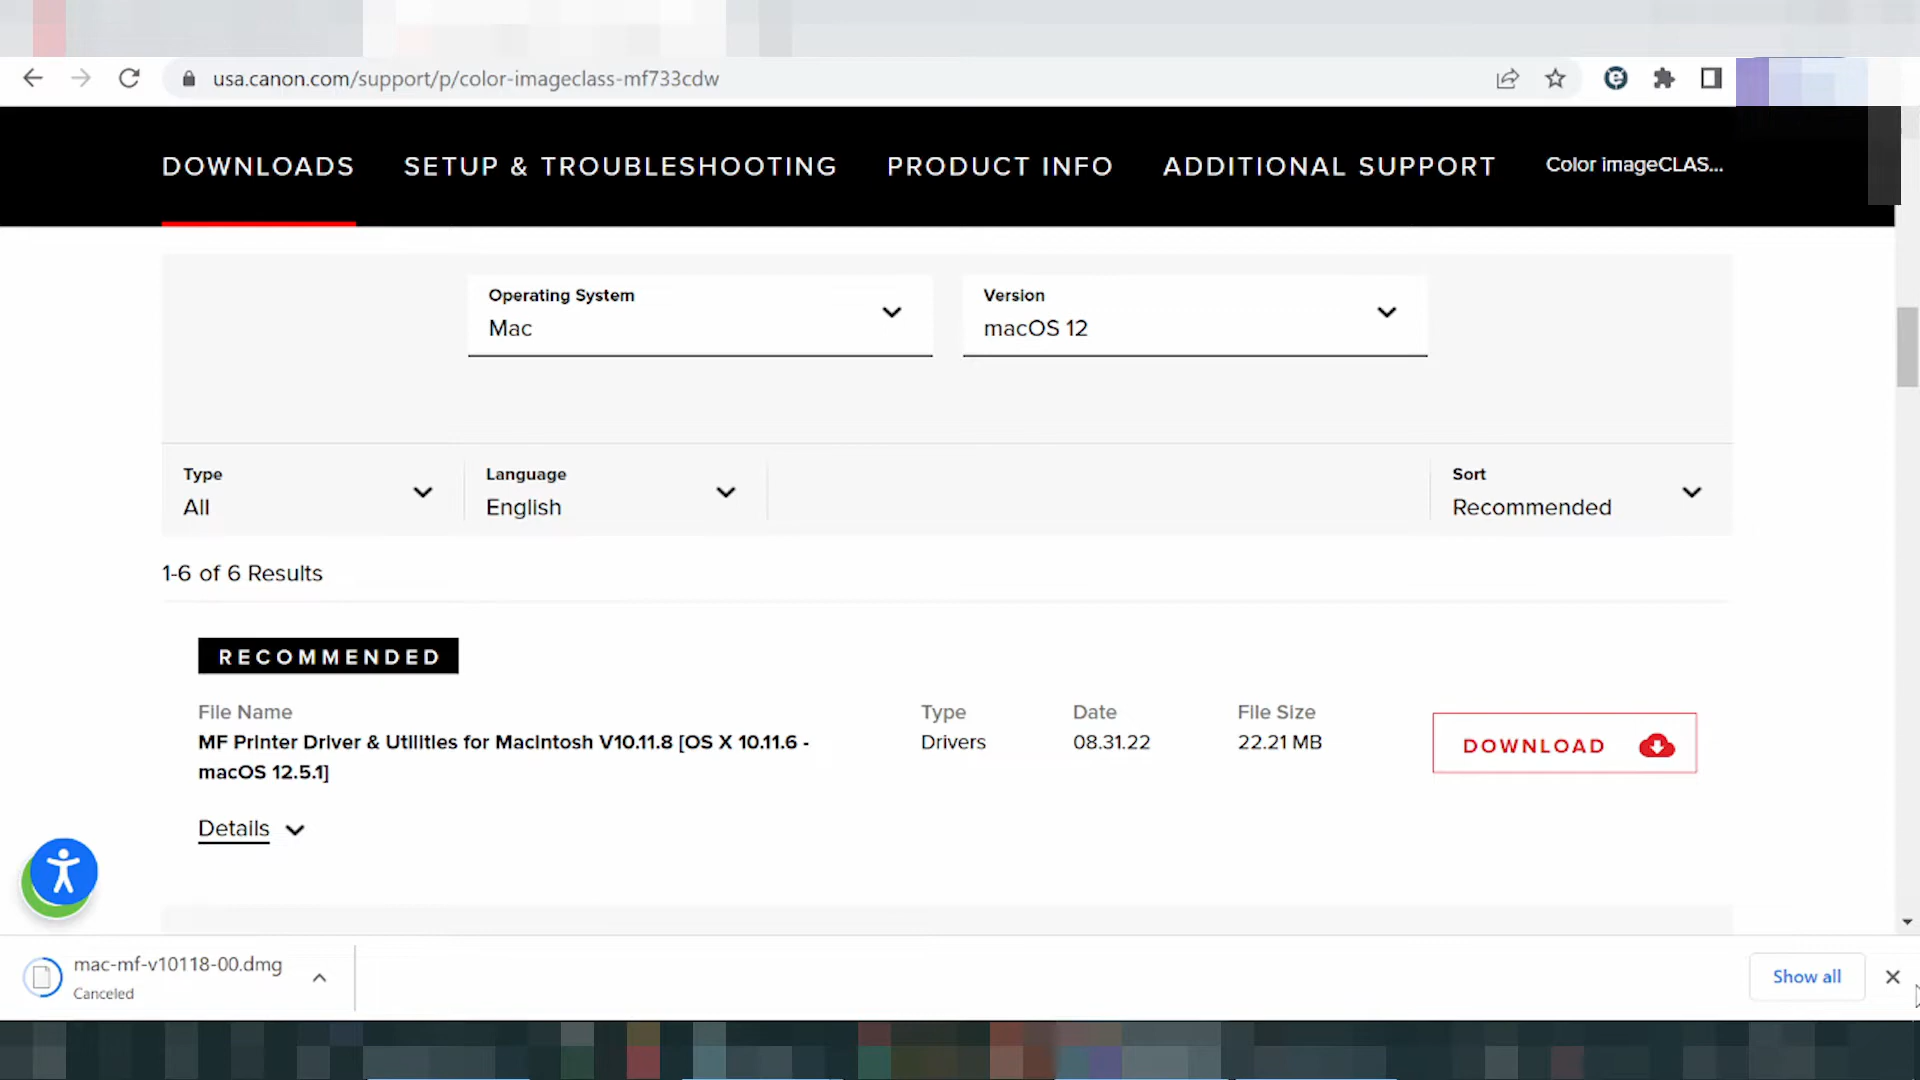 usa.canon.com/support/p/color-imageclass-mf733cdw
DOWNLOADS SETUP & TROUBLESHOOTING PRODUCT INFO ADDITIONAL SUPPORT Color imageCLAS...
Operating System
Mac
Version
macOS 12
Type
All
Language
English
Sort
Recommended
1-6 of 6 Results
RECOMMENDED
File Name
MF Printer Driver & Utilities for Macintosh V10.11.8 [OS X 10.11.6 -
macOS 12.5.1]
Type
Drivers
Date
08.31.22
File Size
22.21 MB
DOWNLOAD
Details
mac-mf-v10118-00.dmg
Canceled
Show all